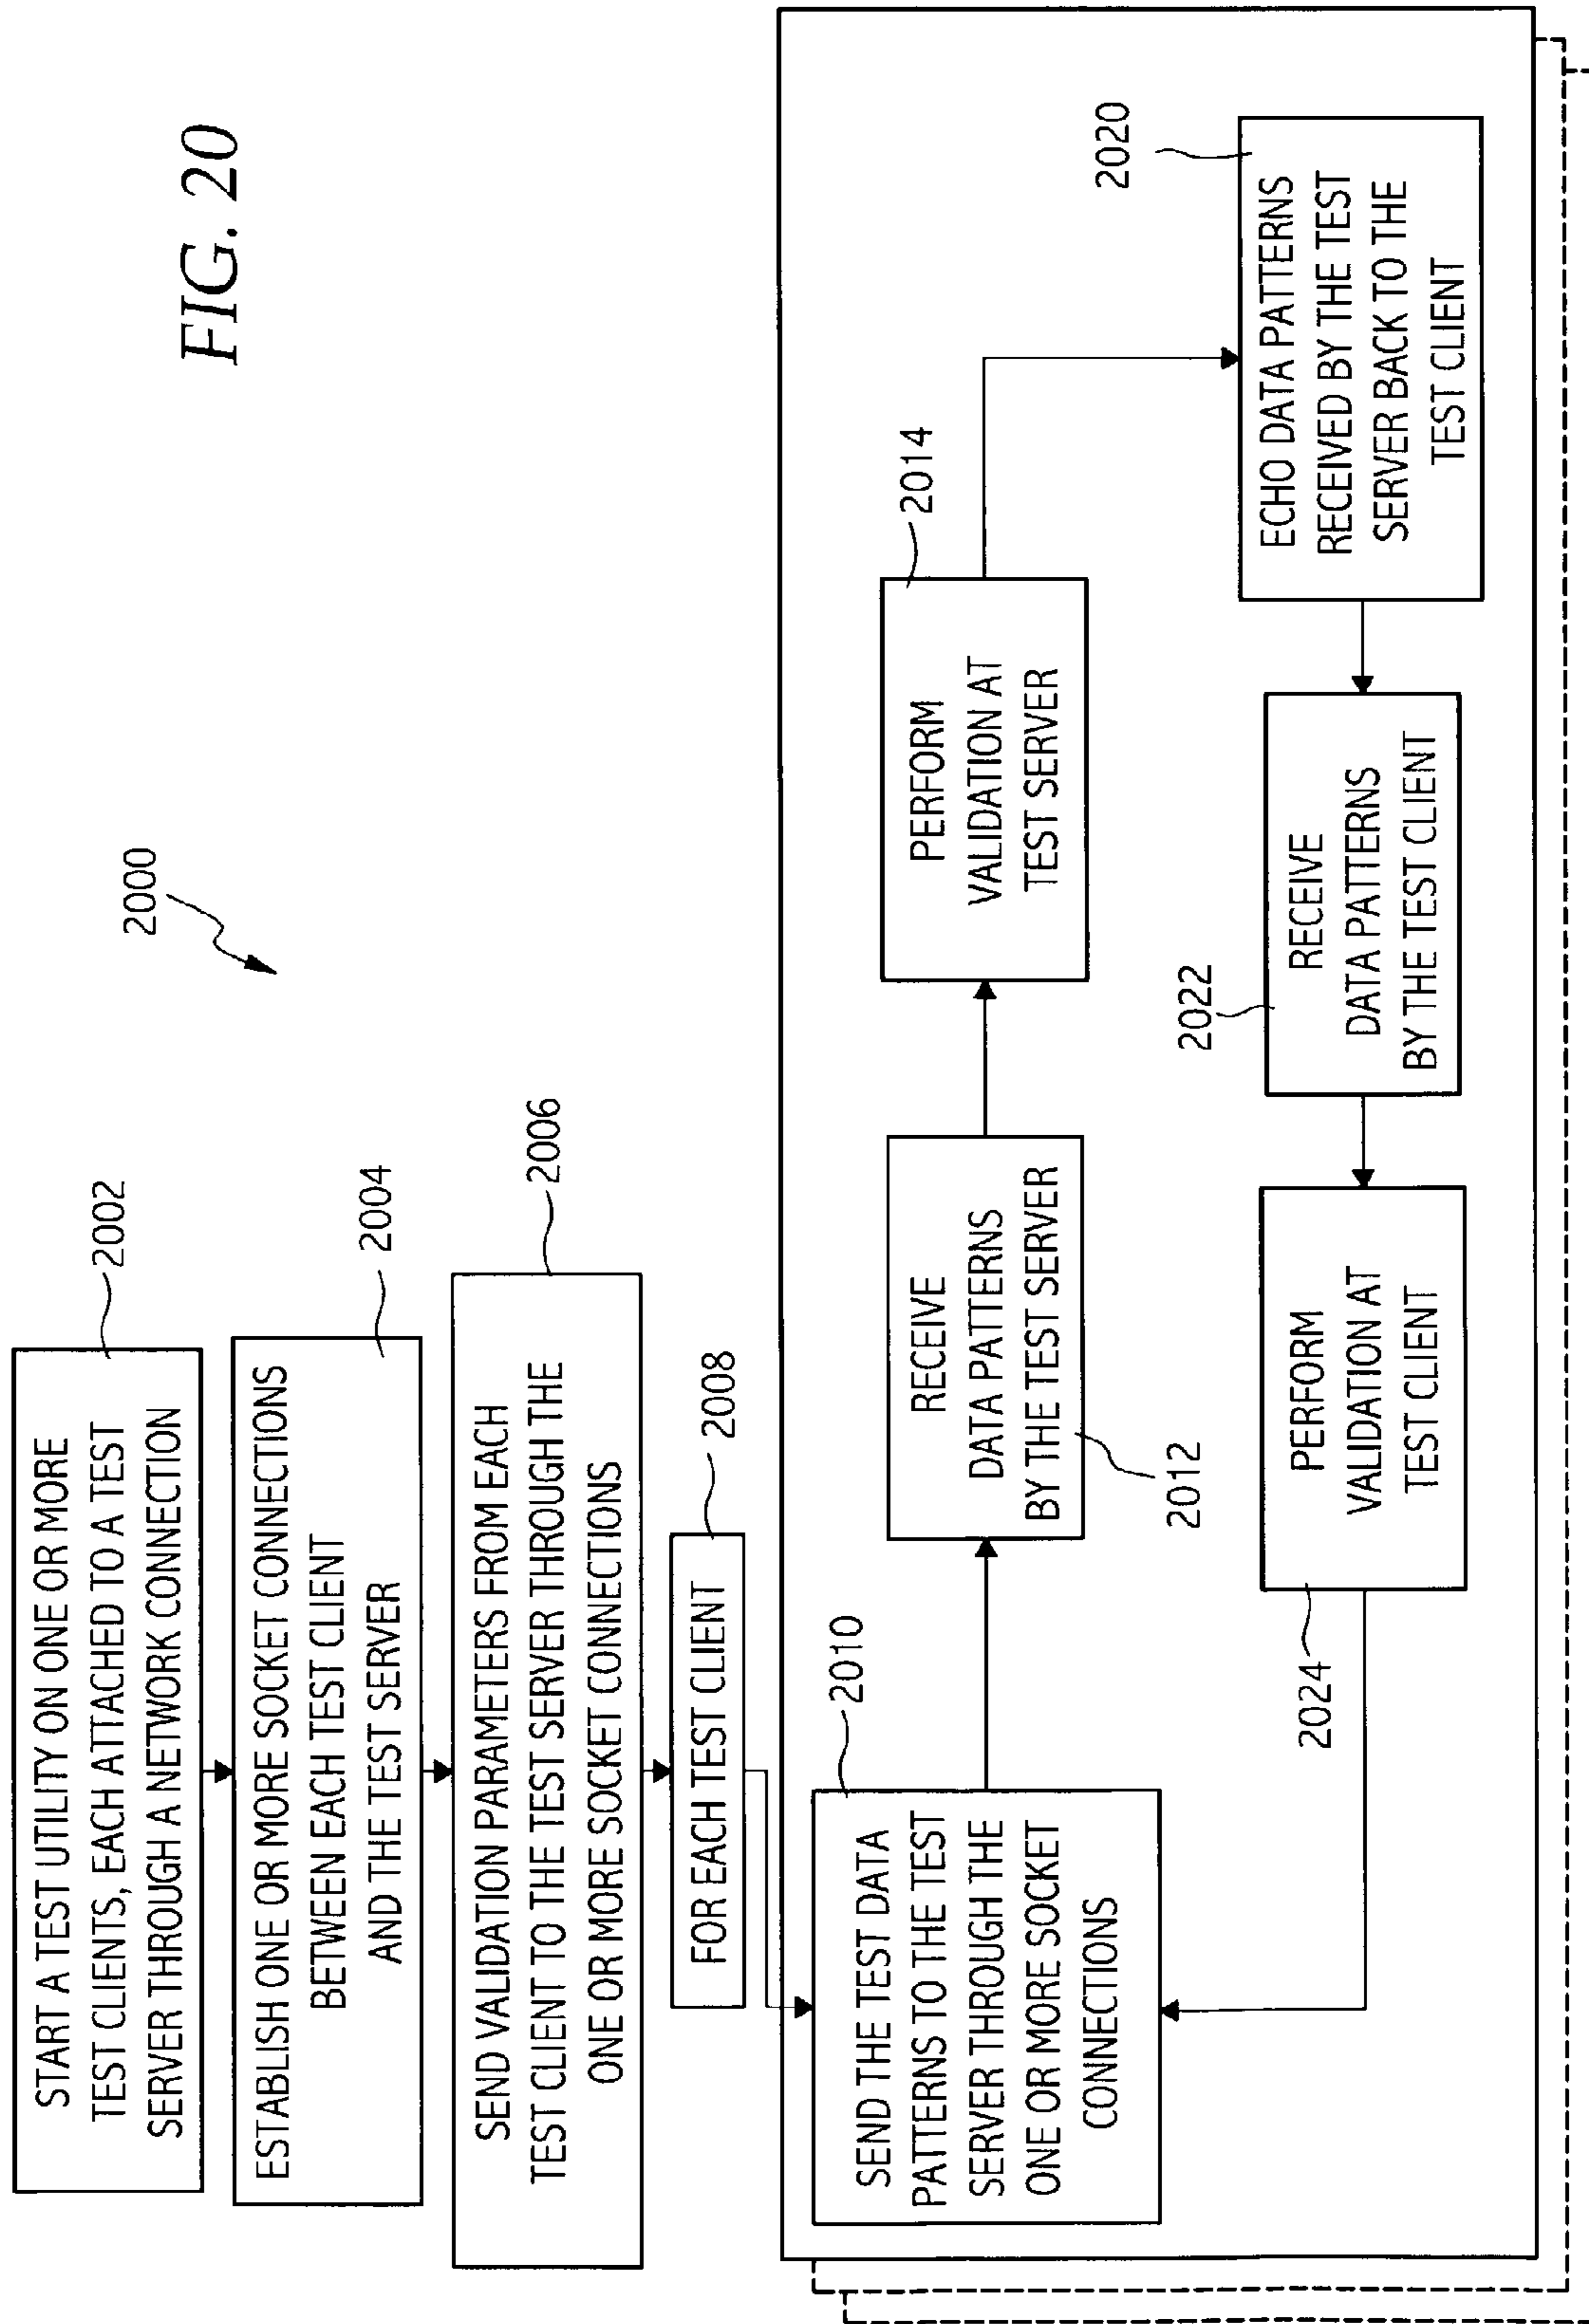 FIG. 20
2000
START A TEST UTILITY ON ONE OR MORE
TEST CLIENTS, EACH ATTACHED TO A TEST
SERVER THROUGH A NETWORK CONNECTION
2002
ESTABLISH ONE OR MORE SOCKET CONNECTIONS
BETWEEN EACH TEST CLIENT
AND THE TEST SERVER
2004
SEND VALIDATION PARAMETERS FROM EACH
TEST CLIENT TO THE TEST SERVER THROUGH THE
ONE OR MORE SOCKET CONNECTIONS
2006
FOR EACH TEST CLIENT
2008
SEND THE TEST DATA
PATTERNS TO THE TEST
SERVER THROUGH THE
ONE OR MORE SOCKET
CONNECTIONS
2010
RECEIVE
DATA PATTERNS
BY THE TEST SERVER
2012
PERFORM
VALIDATION AT
TEST SERVER
2014
ECHO DATA PATTERNS
RECEIVED BY THE TEST
SERVER BACK TO THE
TEST CLIENT
2020
RECEIVE
DATA PATTERNS
BY THE TEST CLIENT
2022
PERFORM
VALIDATION AT
TEST CLIENT
2024